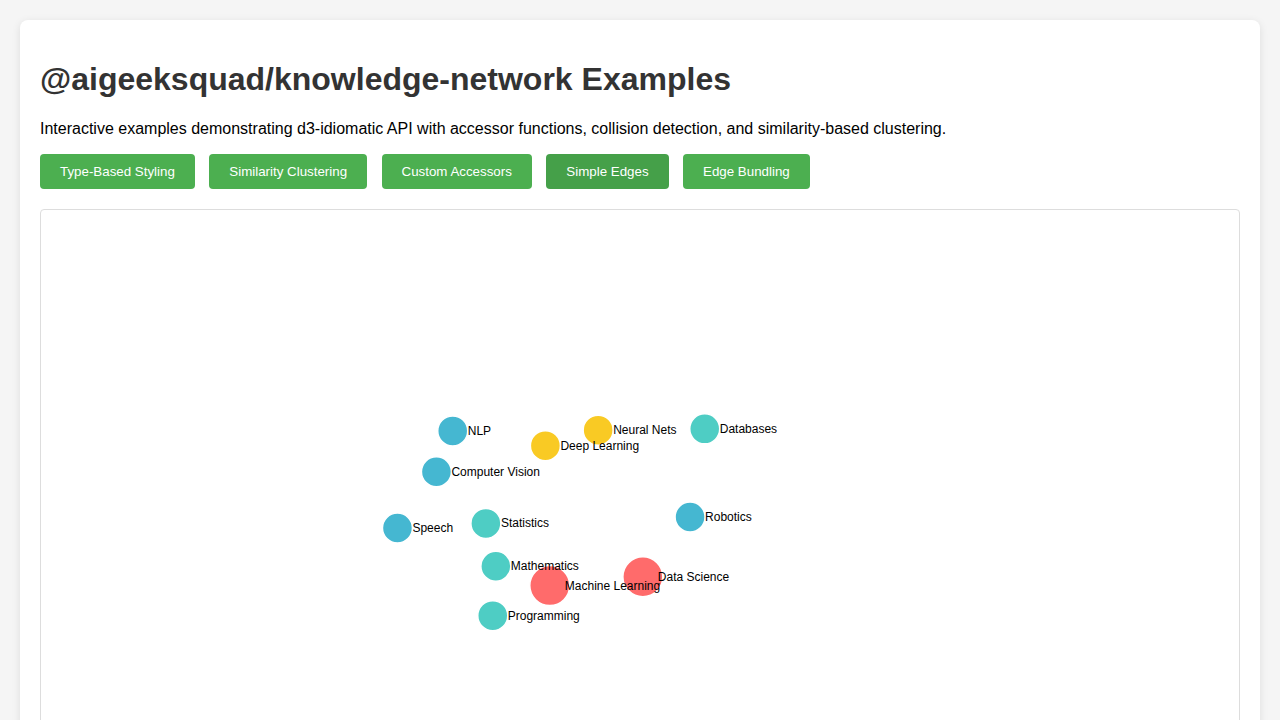 @aigeeksquad/knowledge-network Examples
Interactive examples demonstrating d3-idiomatic API with accessor functions, collision detection, and similarity-based clustering.
Type-Based Styling
Similarity Clustering
Custom Accessors
Simple Edges
Edge Bundling
NLP
Neural Nets
Databases
Deep Learning
Computer Vision
Robotics
Speech
Statistics
Mathematics
Data Science
Machine Learning
Programming